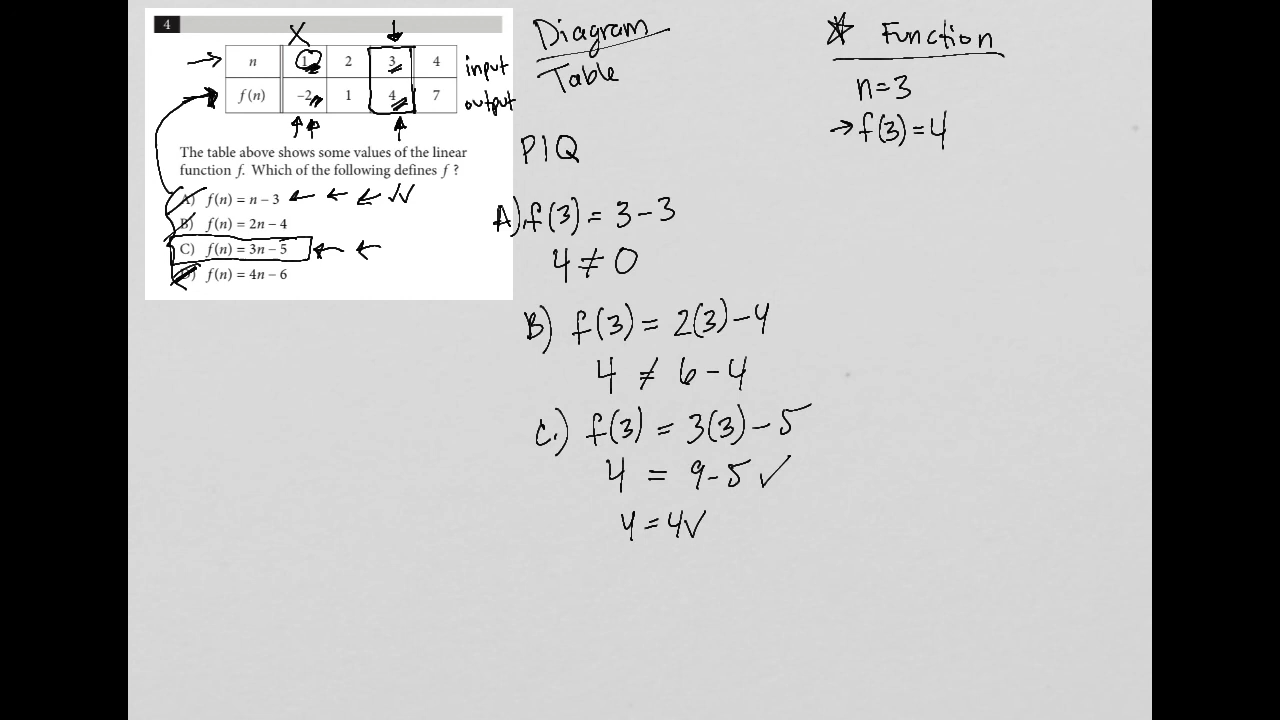 4
X
n 1 2 3 4 input
f(n) −2 1 4 7 output
The table above shows some values of the linear
function f. Which of the following defines f ?
A) f(n) = n − 3
B) f(n) = 2n − 4
C) f(n) = 3n − 5
D) f(n) = 4n − 6
Diagram
Table
PIQ
A) f(3) = 3 − 3
4 ≠ 0
B) f(3) = 2(3) − 4
4 ≠ 6 − 4
C.) f(3) = 3(3) − 5
4 = 9 − 5 ✓
4 = 4 ✓
Function
n = 3
→ f(3) = 4